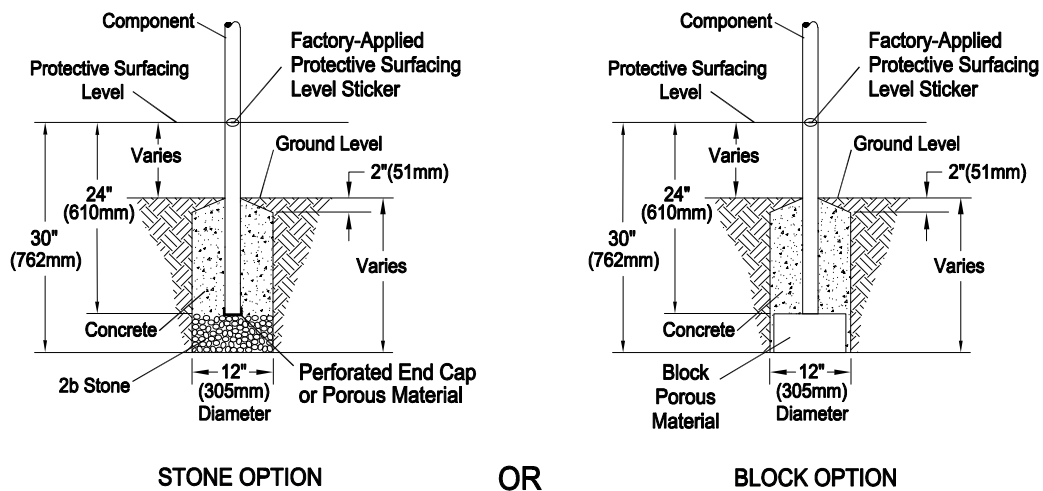 Component
Factory-Applied
Protective Surfacing
Level Sticker
Protective Surfacing
Level
Varies
Ground Level
2"(51mm)
24"
(610mm)
30"
(762mm)
Varies
Concrete
2b Stone
12"
(305mm)
Diameter
Perforated End Cap
or Porous Material
STONE OPTION
OR
Component
Factory-Applied
Protective Surfacing
Level Sticker
Protective Surfacing
Level
Varies
Ground Level
2"(51mm)
24"
(610mm)
30"
(762mm)
Varies
Concrete
Block
Porous
Material
12"
(305mm)
Diameter
BLOCK OPTION